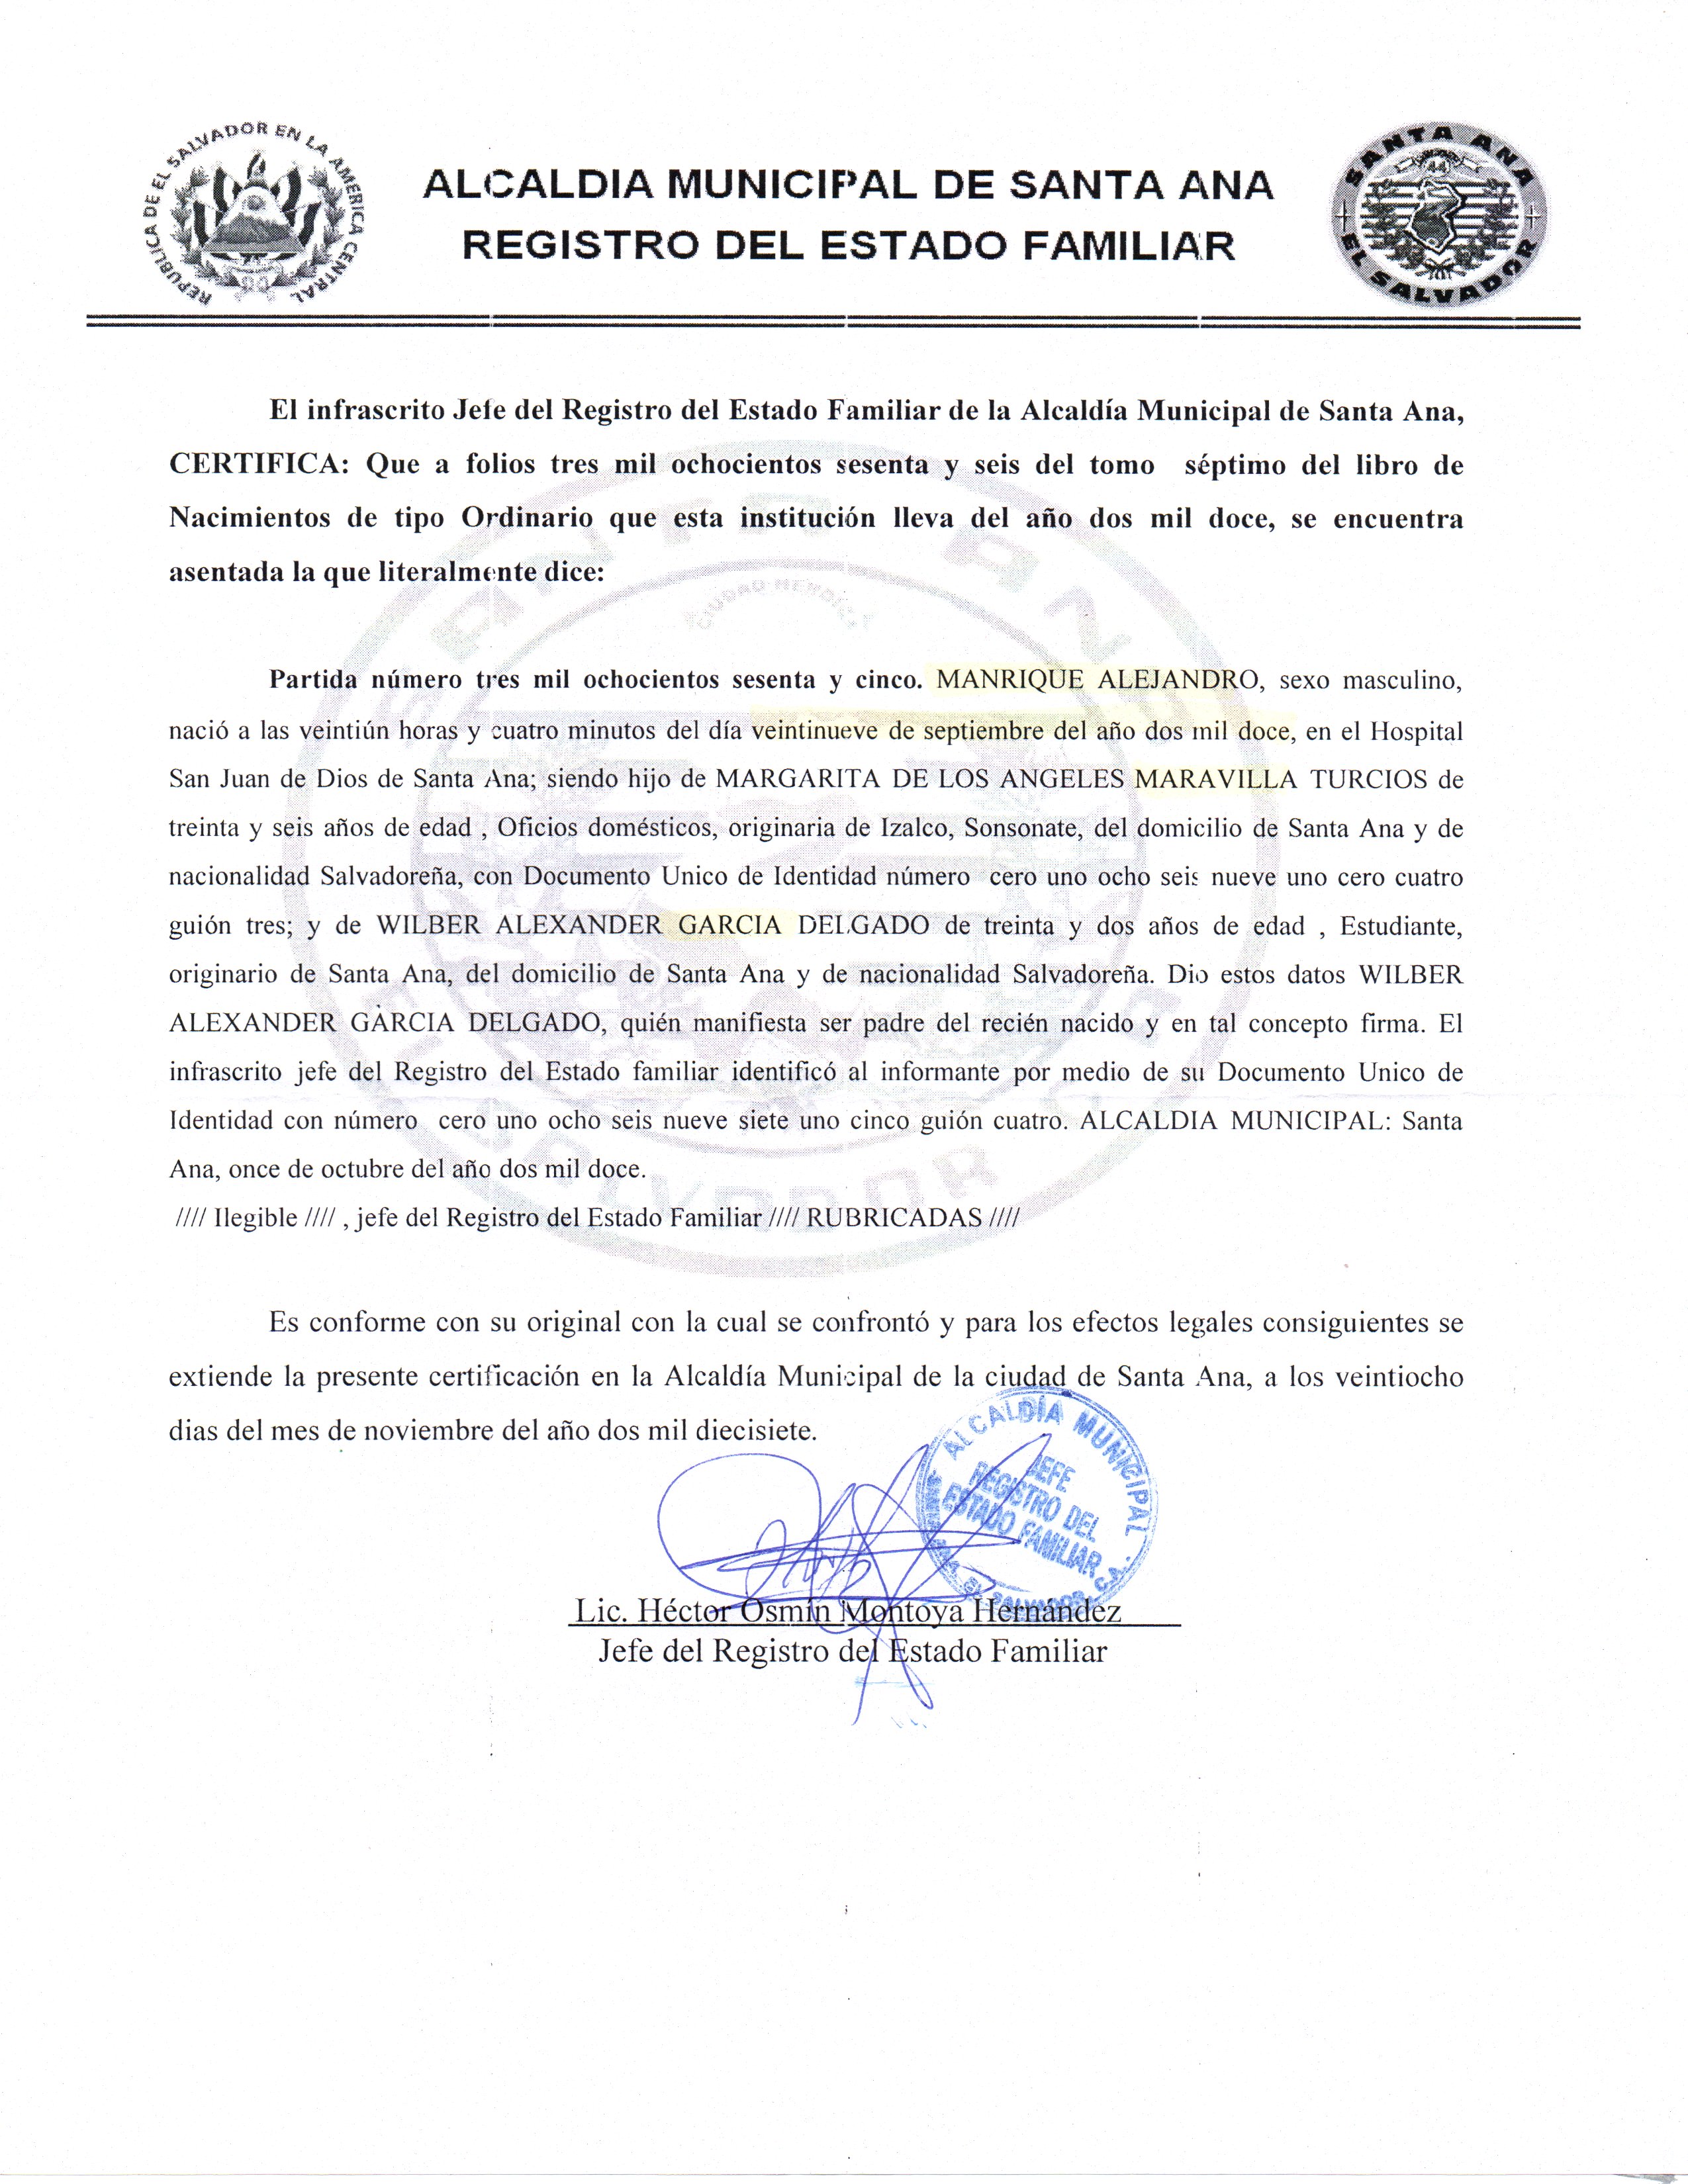 REPUBLICA DE EL SALVADOR EN LA AMERICA CENTRAL
ALCALDIA MUNICIPAL DE SANTA ANA
REGISTRO DEL ESTADO FAMILIAR
SANTA ANA
44
EL SALVADOR
El infrascrito Jefe del Registro del Estado Familiar de la Alcaldía Municipal de Santa Ana,
CERTIFICA: Que a folios tres mil ochocientos sesenta y seis del tomo séptimo del libro de
Nacimientos de tipo Ordinario que esta institución lleva del año dos mil doce, se encuentra
asentada la que literalmente dice:
SANTA ANA
CIUDAD HEROICA
EL SALVADOR
Partida número tres mil ochocientos sesenta y cinco. MANRIQUE ALEJANDRO, sexo masculino,
nació a las veintiún horas y cuatro minutos del día veintinueve de septiembre del año dos mil doce, en el Hospital
San Juan de Dios de Santa Ana; siendo hijo de MARGARITA DE LOS ANGELES MARAVILLA TURCIOS de
treinta y seis años de edad , Oficios domésticos, originaria de Izalco, Sonsonate, del domicilio de Santa Ana y de
nacionalidad Salvadoreña, con Documento Unico de Identidad número cero uno ocho seis nueve uno cero cuatro
guión tres; y de WILBER ALEXANDER GARCIA DELGADO de treinta y dos años de edad , Estudiante,
originario de Santa Ana, del domicilio de Santa Ana y de nacionalidad Salvadoreña. Dio estos datos WILBER
ALEXANDER GARCIA DELGADO, quién manifiesta ser padre del recién nacido y en tal concepto firma. El
infrascrito jefe del Registro del Estado familiar identificó al informante por medio de su Documento Unico de
Identidad con número cero uno ocho seis nueve siete uno cinco guión cuatro. ALCALDIA MUNICIPAL: Santa
Ana, once de octubre del año dos mil doce.
//// Ilegible //// , jefe del Registro del Estado Familiar //// RUBRICADAS ////
Es conforme con su original con la cual se confrontó y para los efectos legales consiguientes se
extiende la presente certificación en la Alcaldía Municipal de la ciudad de Santa Ana, a los veintiocho
dias del mes de noviembre del año dos mil diecisiete.
ALCALDÍA MUNICIPAL
JEFE
REGISTRO DEL
ESTADO FAMILIAR
EL SALVADOR, C.A.
Lic. Héctor Osmín Montoya Hernández
Jefe del Registro del Estado Familiar